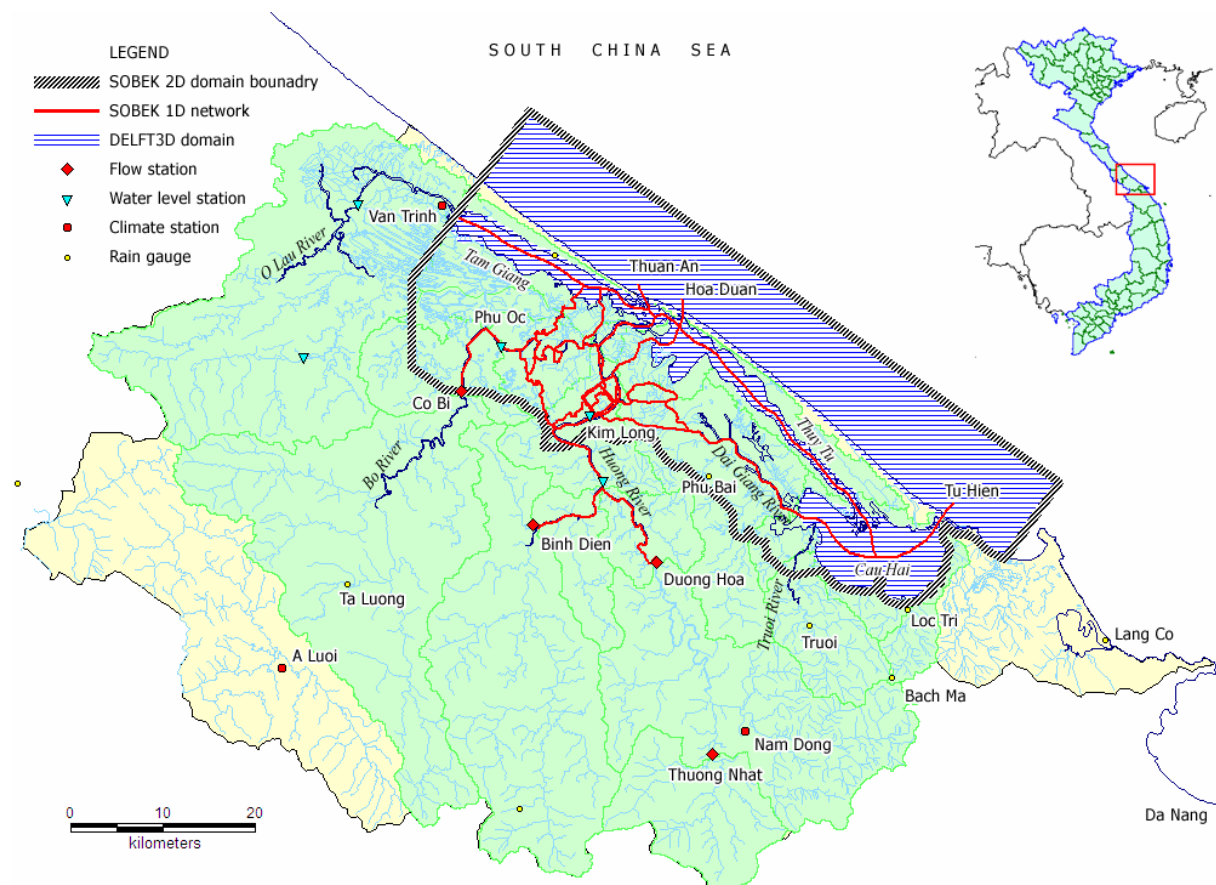 LEGEND
SOBEK 2D domain bounadry
SOBEK 1D network
DELFT3D domain
Flow station
Water level station
Climate station
Rain gauge
SOUTH CHINA SEA
Van Trinh
O Lau River
Tam Giang
Thuan An
Hoa Duan
Phu Oc
Co Bi
Bo River
Kim Long
Huong River
Thuy Tu
Dai Giang River
Phu Bai
Tu Hien
Binh Dien
Duong Hoa
Cau Hai
Truoi River
Ta Luong
Loc Tri
Truoi
Lang Co
A Luoi
Bach Ma
Nam Dong
Thuong Nhat
Da Nang
0 10 20
kilometers